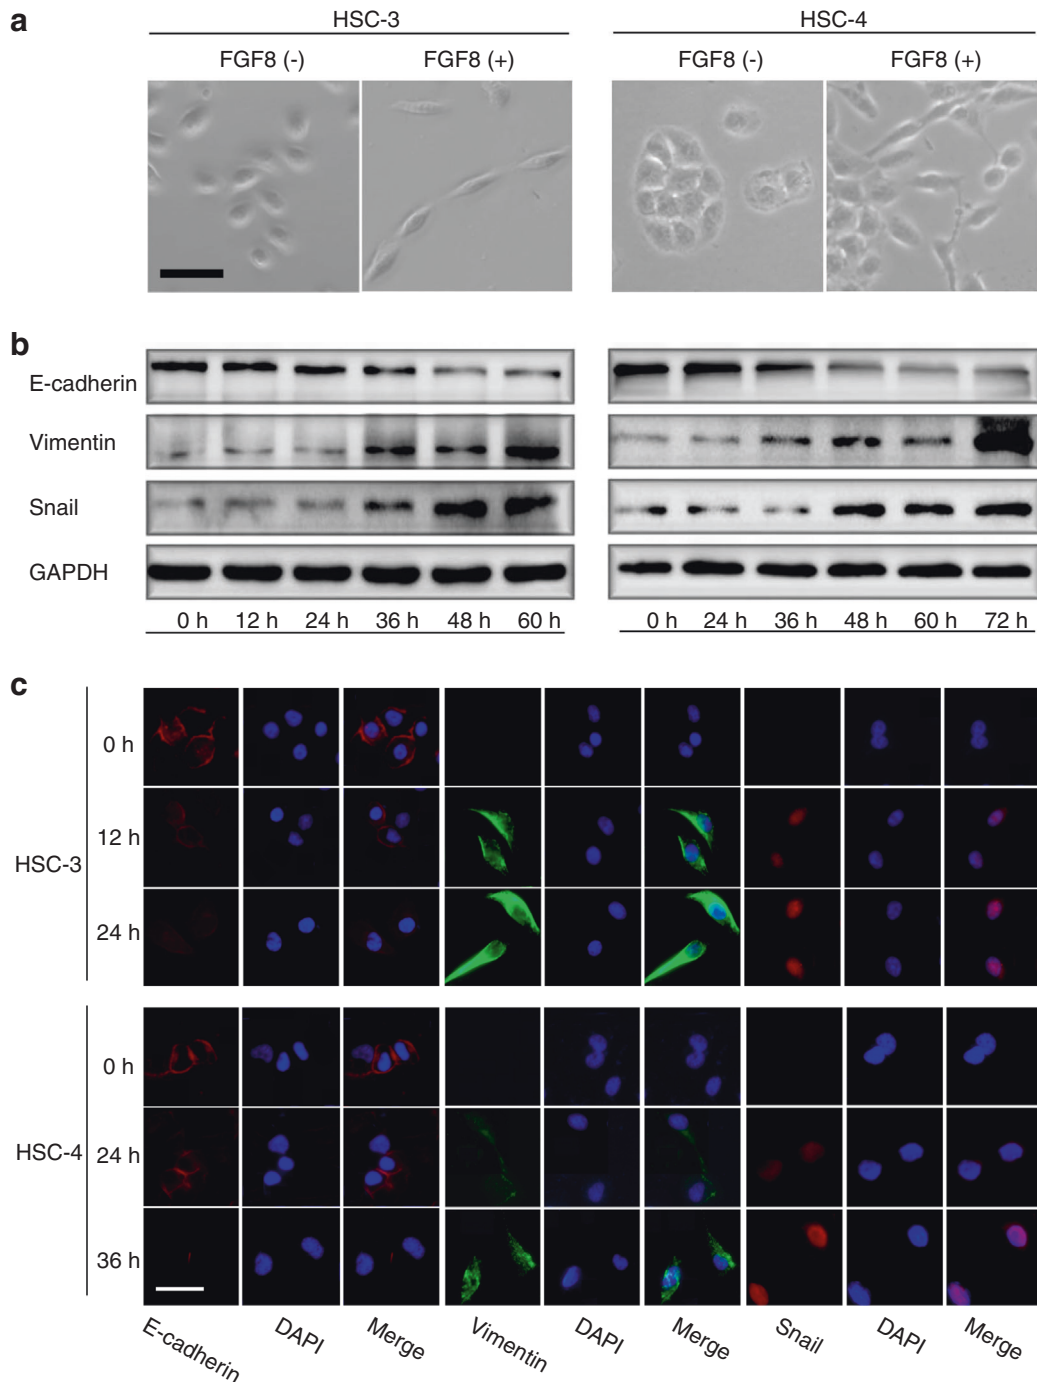 a
HSC-3
HSC-4
FGF8 (-)
FGF8 (+)
FGF8 (-)
FGF8 (+)
b
E-cadherin
Vimentin
Snail
GAPDH
0 h 12 h 24 h 36 h 48 h 60 h
0 h 24 h 36 h 48 h 60 h 72 h
c
HSC-3
0 h
12 h
24 h
HSC-4
0 h
24 h
36 h
E-cadherin
DAPI
Merge
Vimentin
DAPI
Merge
Snail
DAPI
Merge